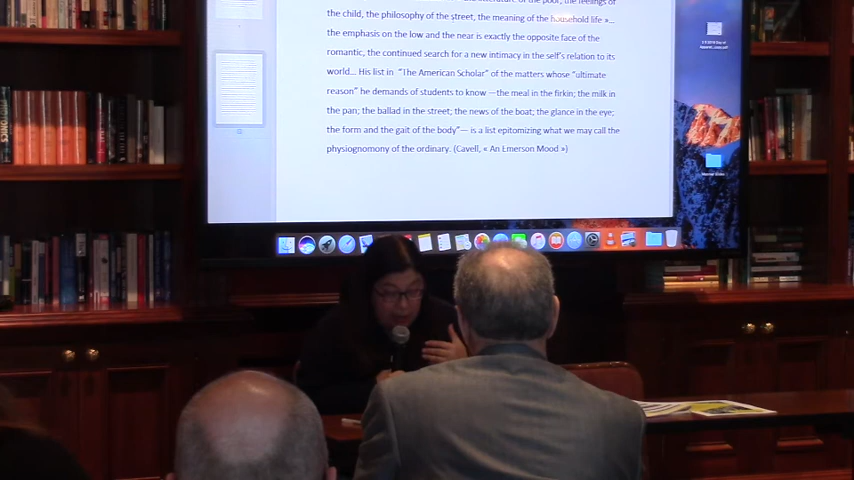 the child, the philosophy of the street, the meaning of the household life »...
the emphasis on the low and the near is exactly the opposite face of the
romantic, the continued search for a new intimacy in the self's relation to its
world... His list in "The American Scholar" of the matters whose "ultimate
reason" he demands of students to know —the meal in the firkin; the milk in
the pan; the ballad in the street; the news of the boat; the glance in the eye;
the form and the gait of the body"— is a list epitomizing what we may call the
physiognomony of the ordinary. (Cavell, « An Emerson Mood »)